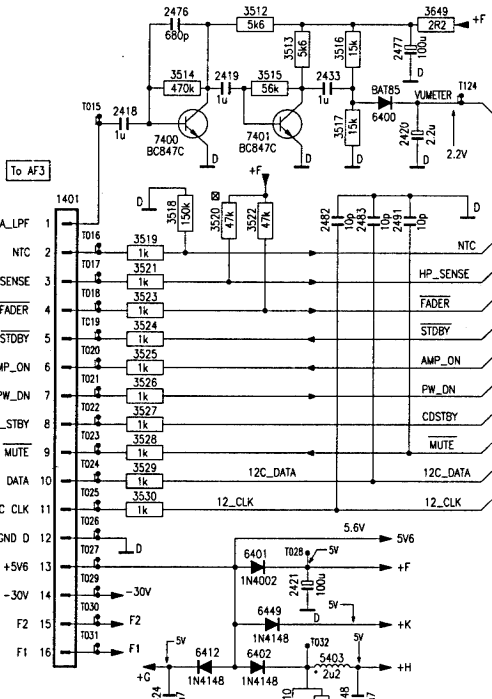 2476
680p
3512
5k6
3649
2R2
+F
3513
5k6
3516
15k
2477
100u
D
3514
470k
2419
1u
3515
56k
2433
1u
BAT85
6400
VUMETER
T124
T015
2418
1u
7400
BC847C
D
7401
BC847C
D
3517
15k
D
2420
2.2u
D
2.2V
To AF3
+F
1401
D
3518
150k
3520
47k
3522
47k
2482
10p
2483
10p
2491
10p
D
A_LPF 1
T016
NTC 2
3519
1k
NTC
T017
SENSE 3
3521
1k
HP_SENSE
T018
FADER 4
3523
1k
FADER
T019
STDBY 5
3524
1k
STDBY
T020
MP_ON 6
3525
1k
AMP_ON
T021
PW_DN 7
3526
1k
PW_DN
T022
_STBY 8
3527
1k
CDSTBY
T023
MUTE 9
3528
1k
MUTE
T024
DATA 10
3529
1k
12C_DATA
12C_DATA
T025
C CLK 11
3530
1k
12_CLK
12_CLK
T026
GND D 12
D
5.6V
5V6
T027
+5V6 13
6401
1N4002
T028
5V
+F
2421
100u
D
T029
-30V 14
-30V
T030
F2 15
F2
6449
1N4148
5V
+K
T031
F1 16
F1
5V
+G
6412
1N4148
6402
1N4148
T032
5403
2u2
5V
+H
24
10
48